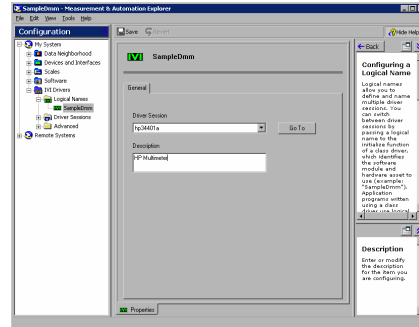 SampleDmm - Measurement & Automation Explorer
File Edit View Tools Help
Configuration
My System
Data Neighborhood
Devices and Interfaces
Scales
Software
IVI Drivers
Logical Names
SampleDmm
Driver Sessions
Advanced
Remote Systems
Save Revert
Hide Help
IVI SampleDmm
General
Driver Session
hp34401a
Go To
Description
HP Multimeter
Properties
Back
Configuring a
Logical Name
Logical names
allow you to
define and name
multiple driver
sessions. You
can switch
between driver
sessions by
passing a logical
name to the
initialize function
of a class driver,
which identifies
the software
module and
hardware asset to
use (example:
"SampleDmm").
Application
programs written
using a class
driver use logical
Description
Enter or modify
the description
for the item you
are configuring.